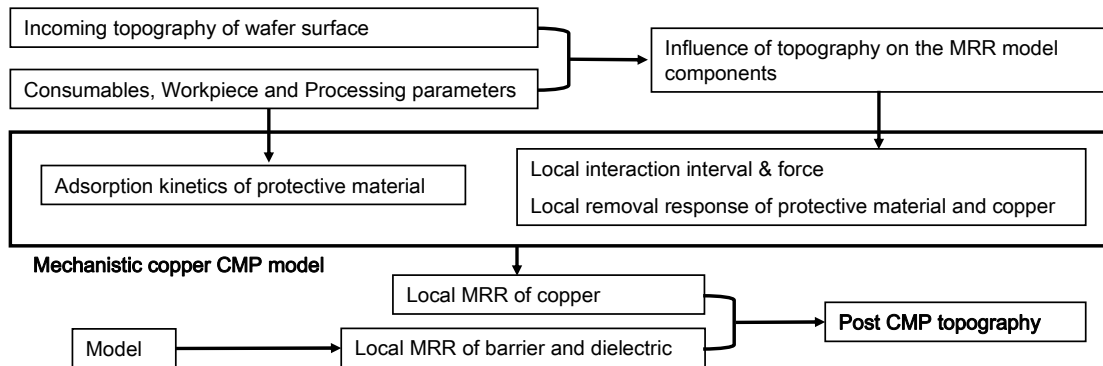 Incoming topography of wafer surface
Influence of topography on the MRR model
components
Consumables, Workpiece and Processing parameters
Adsorption kinetics of protective material
Local interaction interval & force
Local removal response of protective material and copper
Mechanistic copper CMP model
Local MRR of copper
Post CMP topography
Model
Local MRR of barrier and dielectric